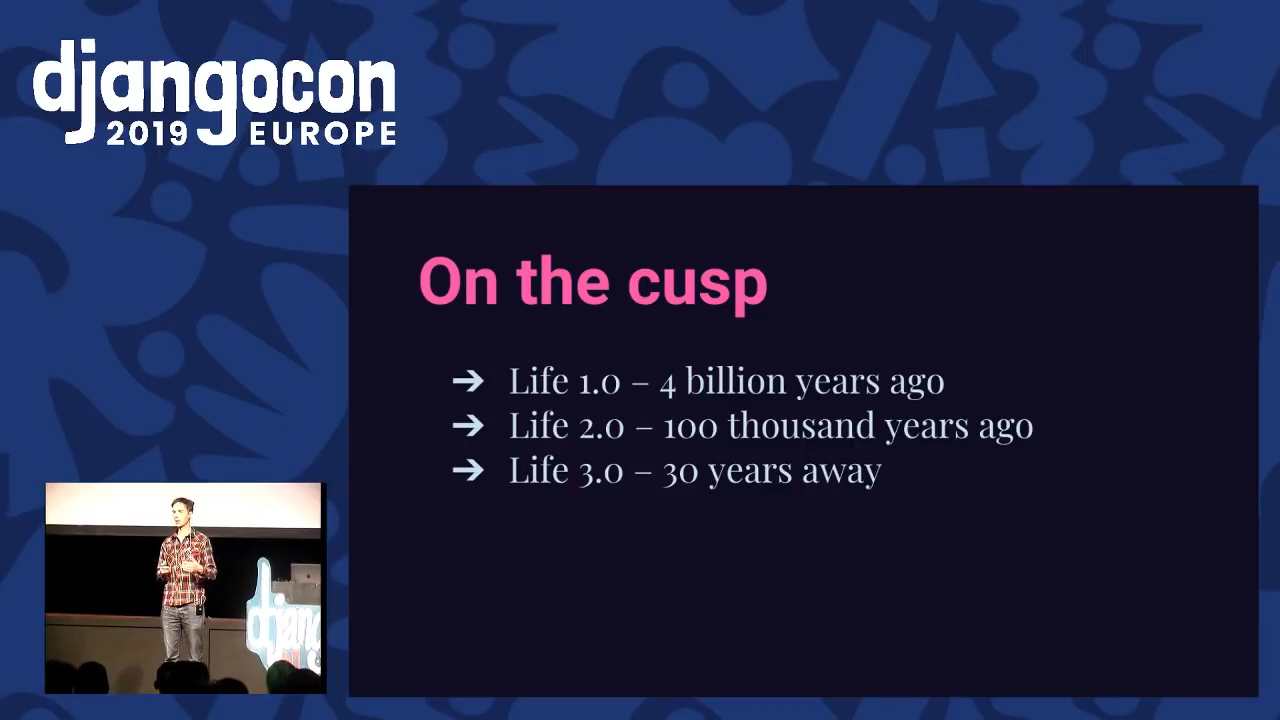 djangocon
2019 EUROPE
On the cusp
➔ Life 1.0 – 4 billion years ago
➔ Life 2.0 – 100 thousand years ago
➔ Life 3.0 – 30 years away
djang